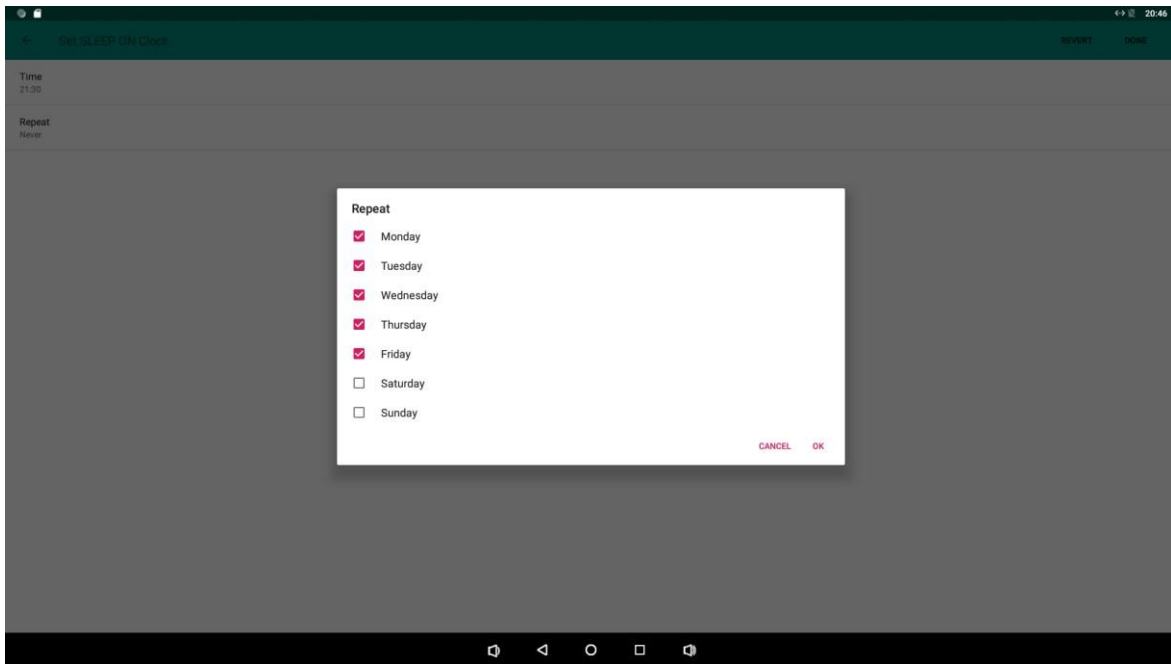 20:46
Set SLEEP ON Clock
REVERT DONE
Time
21:30
Repeat
Never
Repeat
Monday
Tuesday
Wednesday
Thursday
Friday
Saturday
Sunday
CANCEL OK